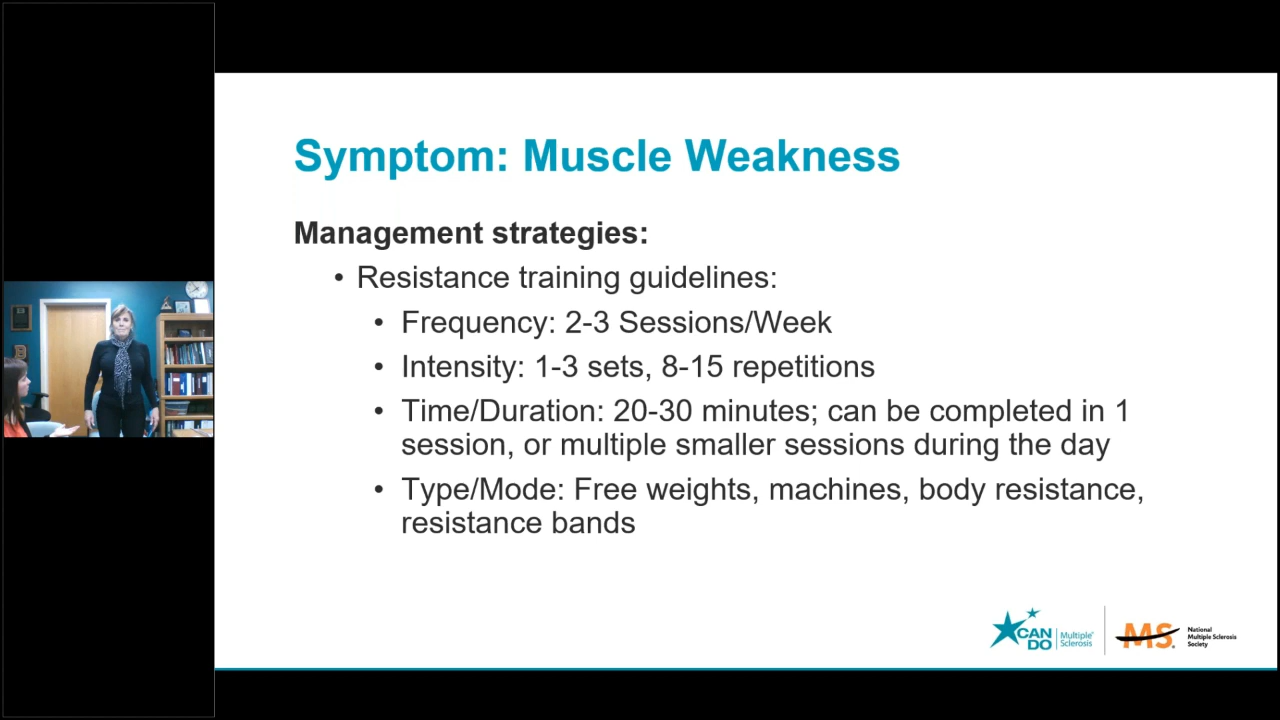 Symptom: Muscle Weakness
Management strategies:
• Resistance training guidelines:
• Frequency: 2-3 Sessions/Week
• Intensity: 1-3 sets, 8-15 repetitions
• Time/Duration: 20-30 minutes; can be completed in 1
session, or multiple smaller sessions during the day
• Type/Mode: Free weights, machines, body resistance,
resistance bands
CAN DO
Multiple
Sclerosis
MS
National
Multiple Sclerosis
Society